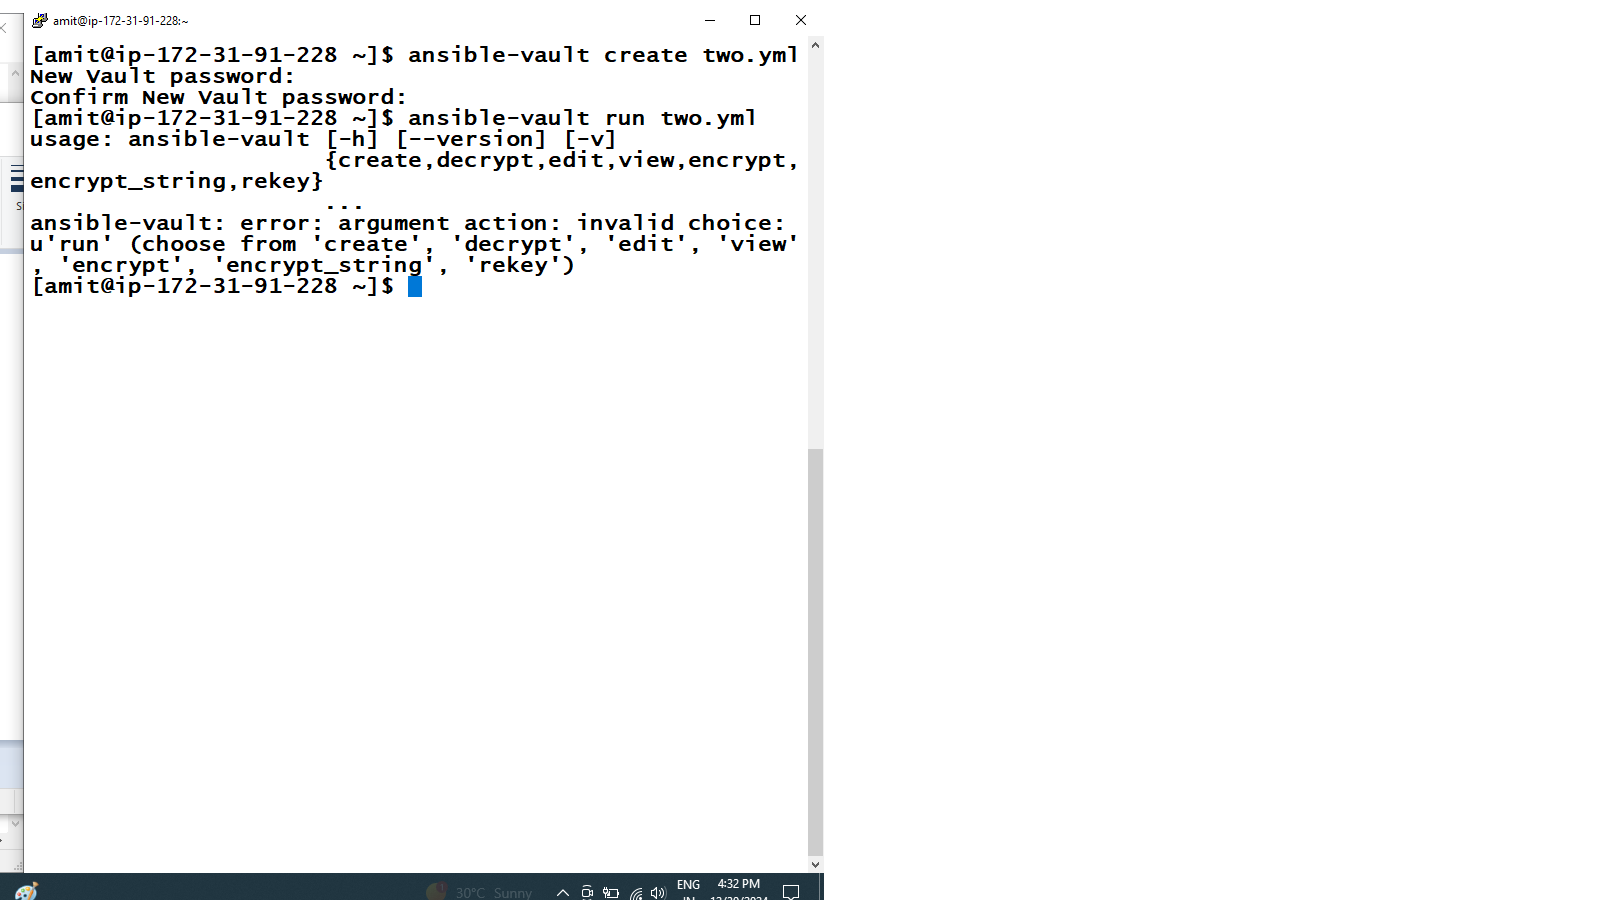 amit@ip-172-31-91-228:~
[amit@ip-172-31-91-228 ~]$ ansible-vault create two.yml
New Vault password:
Confirm New Vault password:
[amit@ip-172-31-91-228 ~]$ ansible-vault run two.yml
usage: ansible-vault [-h] [--version] [-v]
{create,decrypt,edit,view,encrypt,
encrypt_string,rekey}
...
ansible-vault: error: argument action: invalid choice:
u'run' (choose from 'create', 'decrypt', 'edit', 'view'
, 'encrypt', 'encrypt_string', 'rekey')
[amit@ip-172-31-91-228 ~]$
30°C Sunny
ENG
4:32 PM